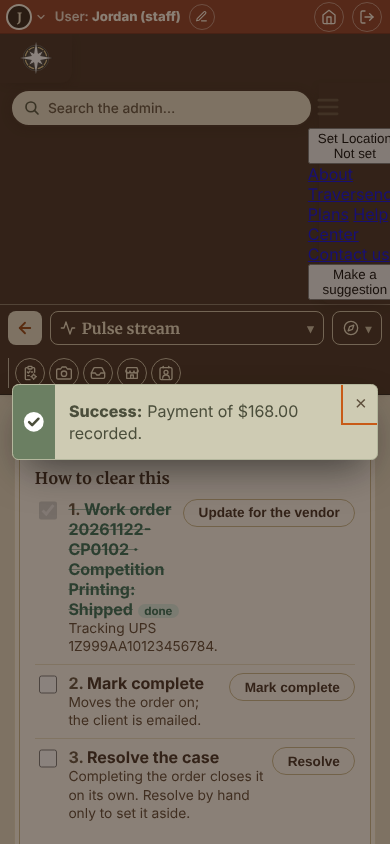 J
User: Jordan (staff)
Search the admin...
Set Location
Not set
About
Traversend
Plans Help
Center
Contact us
Make a
suggestion
Pulse stream
Success: Payment of $168.00
recorded.
How to clear this
1. Work order
20261122-
CP0102 ·
Competition
Printing:
Shipped done
Tracking UPS
1Z999AA10123456784.
Update for the vendor
2. Mark complete
Moves the order on;
the client is emailed.
Mark complete
3. Resolve the case
Completing the order closes it
on its own. Resolve by hand
only to set it aside.
Resolve